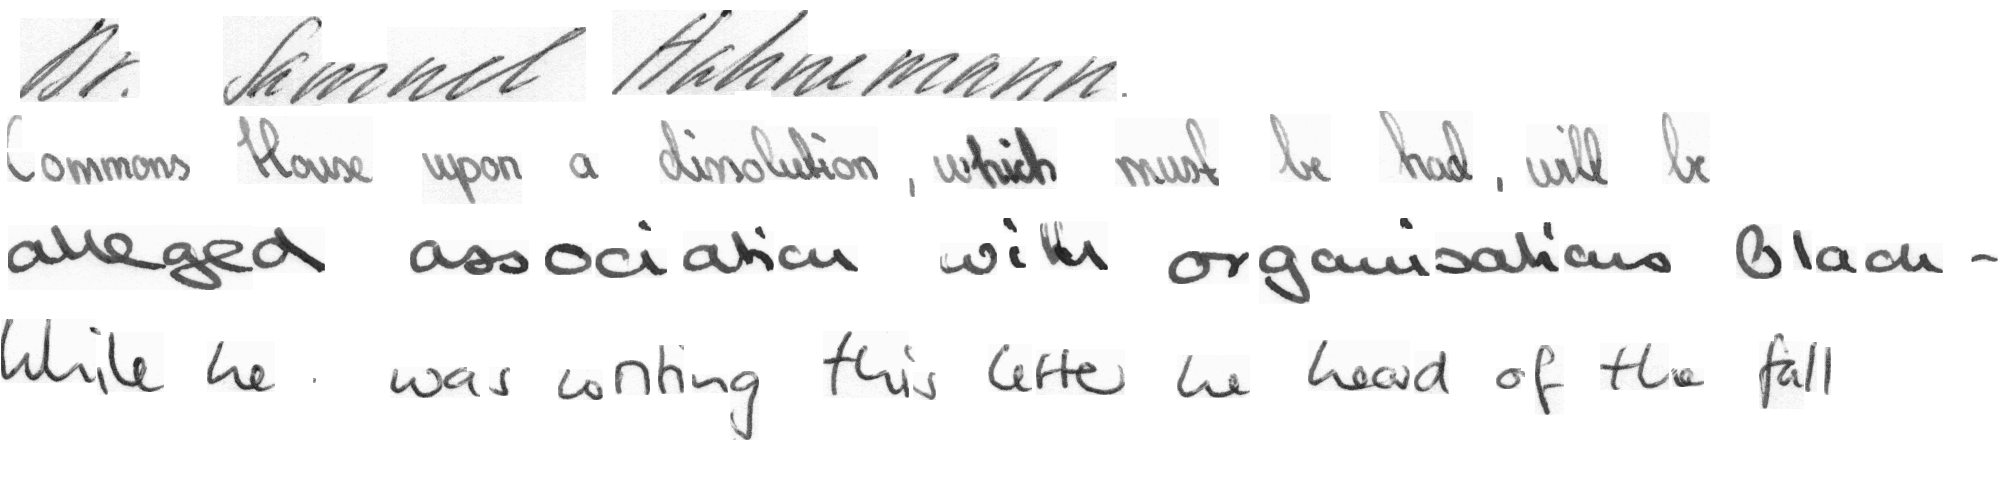 Dr. Samuel Hahnemann.
Commons House upon a dissolution, which must be had, will be
alleged association with organisations black-
While he was writing this letter he heard of the fall